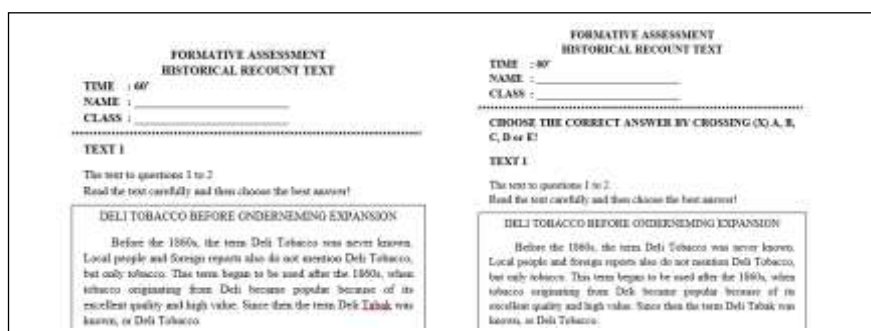 FORMATIVE ASSESSMENT
HISTORICAL RECOUNT TEXT
TIME : 60'
NAME :
CLASS :
TEXT 1
The text to questions 1 to 2
Read the text carefully and then choose the best answer!
DELI TOBACCO BEFORE ONDERNEMING EXPANSION
Before the 1860s, the term Deli Tobacco was never known.
Local people and foreign reports also do not mention Deli Tobacco,
but only tobacco. This term began to be used after the 1860s, when
tobacco originating from Deli became popular because of its
excellent quality and high value. Since then the term Deli Tabak was
known, or Deli Tobacco
FORMATIVE ASSESSMENT
HISTORICAL RECOUNT TEXT
TIME : 60'
NAME :
CLASS :
CHOOSE THE CORRECT ANSWER BY CROSSING (X) A, B,
C, D or E!
TEXT 1
The text to questions 1 to 2
Read the text carefully and then choose the best answer!
DELI TOBACCO BEFORE ONDERNEMING EXPANSION
Before the 1860s, the term Deli Tobacco was never known.
Local people and foreign reports also do not mention Deli Tobacco,
but only tobacco. This term began to be used after the 1860s, when
tobacco originating from Deli became popular because of its
excellent quality and high value. Since then the term Deli Tabak was
known, or Deli Tobacco.